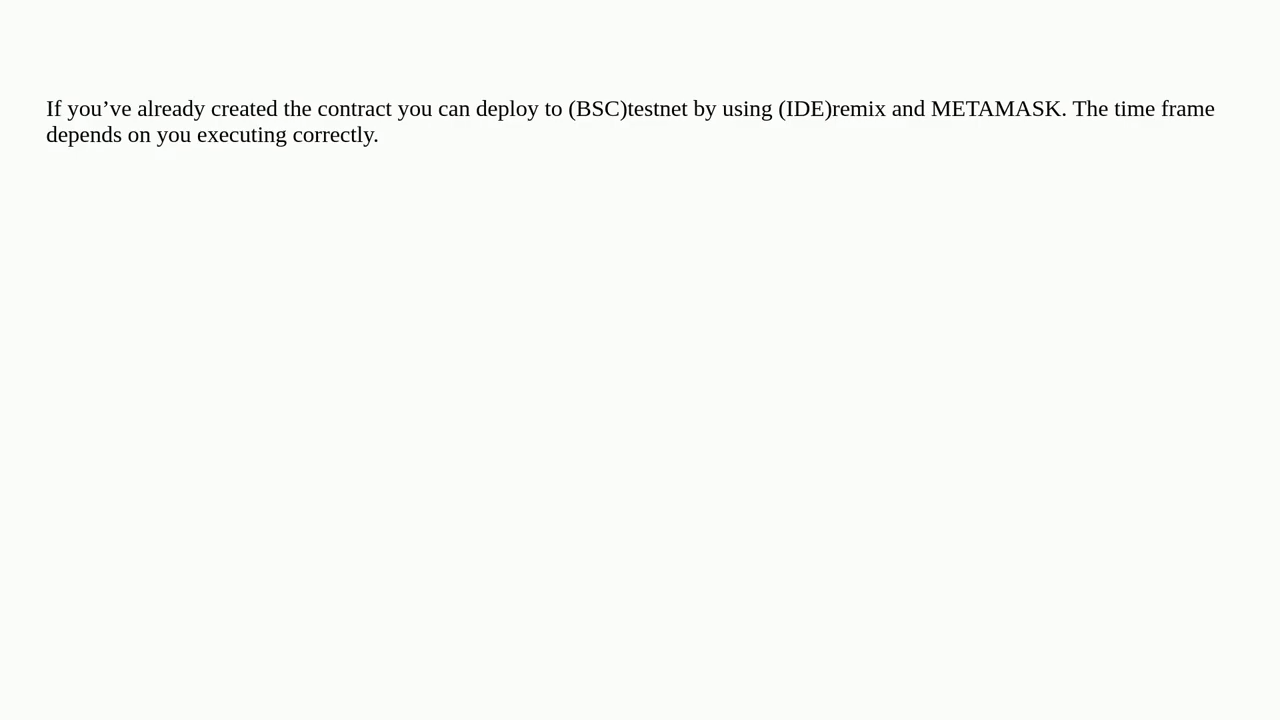 If you’ve already created the contract you can deploy to (BSC)testnet by using (IDE)remix and METAMASK. The time frame
depends on you executing correctly.